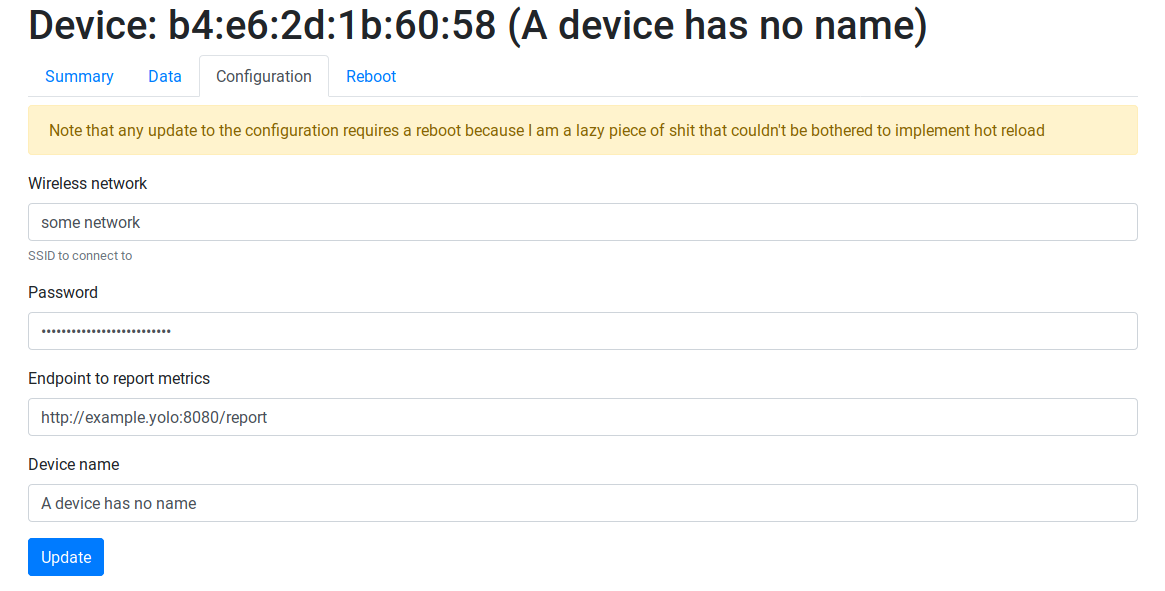 Device: b4:e6:2d:1b:60:58 (A device has no name)
Summary Data Configuration Reboot
Note that any update to the configuration requires a reboot because I am a lazy piece of shit that couldn't be bothered to implement hot reload
Wireless network
some network
SSID to connect to
Password
••••••••••••••••••••••••••
Endpoint to report metrics
http://example.yolo:8080/report
Device name
A device has no name
Update